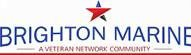 BRIGHTON MARINE
A VETERAN NETWORK COMMUNITY